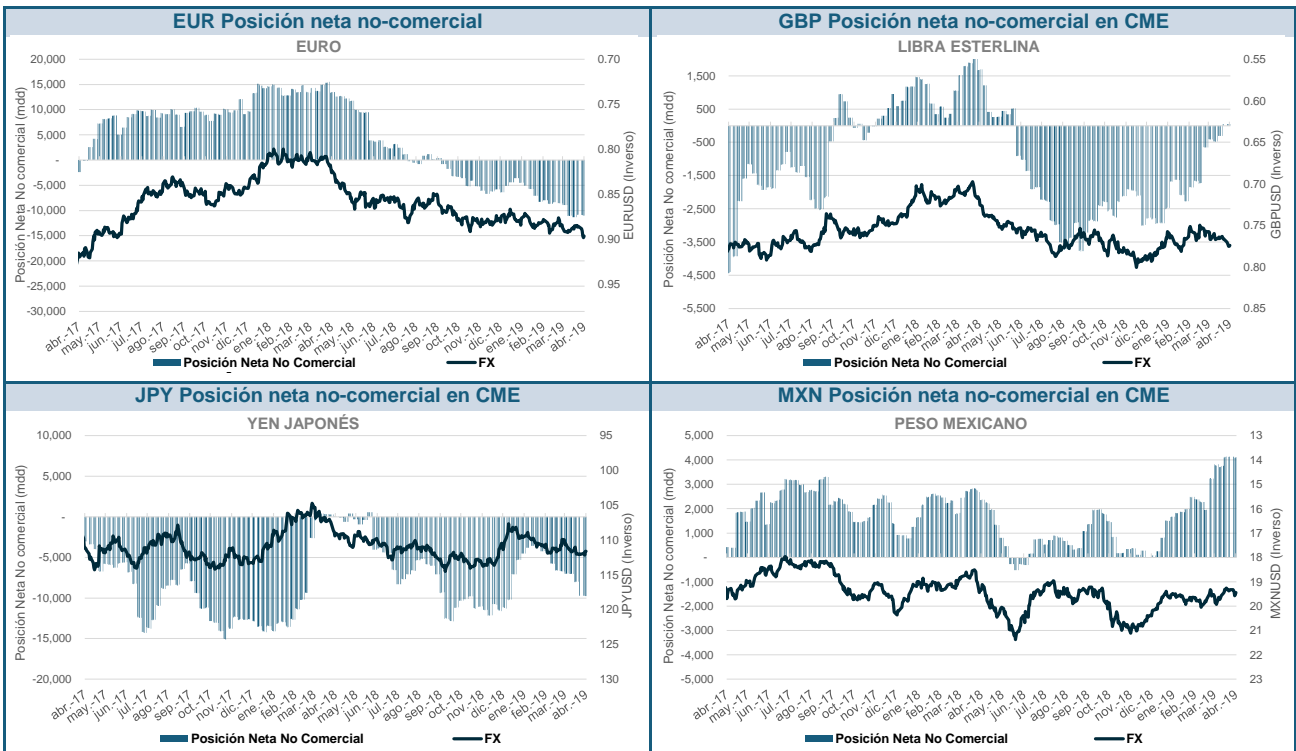 EUR Posición neta no-comercial
EURO
Posición Neta No comercial (mdd)
20,000
15,000
10,000
5,000
-
-5,000
-10,000
-15,000
-20,000
-25,000
-30,000
0.70
0.75
0.80
0.85
0.90
0.95
EURUSD (Inverso)
abr.-17
may.-17
jun.-17
jul.-17
ago.-17
sep.-17
oct.-17
nov.-17
dic.-17
ene.-18
feb.-18
mar.-18
abr.-18
may.-18
jun.-18
jul.-18
ago.-18
sep.-18
oct.-18
nov.-18
dic.-18
ene.-19
feb.-19
mar.-19
abr.-19
Posición Neta No Comercial
FX
GBP Posición neta no-comercial en CME
LIBRA ESTERLINA
Posición Neta No comercial (mdd)
1,500
500
-500
-1,500
-2,500
-3,500
-4,500
-5,500
0.55
0.60
0.65
0.70
0.75
0.80
0.85
GBPUSD (Inverso)
abr.-17
may.-17
jun.-17
jul.-17
ago.-17
sep.-17
oct.-17
nov.-17
dic.-17
ene.-18
feb.-18
mar.-18
abr.-18
may.-18
jun.-18
jul.-18
ago.-18
sep.-18
oct.-18
nov.-18
dic.-18
ene.-19
feb.-19
mar.-19
abr.-19
Posición Neta No Comercial
FX
JPY Posición neta no-comercial en CME
YEN JAPONÉS
Posición Neta No comercial (mdd)
10,000
5,000
-
-5,000
-10,000
-15,000
-20,000
95
100
105
110
115
120
125
130
JPYUSD (Inverso)
abr.-17
may.-17
jun.-17
jul.-17
ago.-17
sep.-17
oct.-17
nov.-17
dic.-17
ene.-18
feb.-18
mar.-18
abr.-18
may.-18
jun.-18
jul.-18
ago.-18
sep.-18
oct.-18
nov.-18
dic.-18
ene.-19
feb.-19
mar.-19
abr.-19
Posición Neta No Comercial
FX
MXN Posición neta no-comercial en CME
PESO MEXICANO
Posición Neta No comercial (mdd)
5,000
4,000
3,000
2,000
1,000
-
-1,000
-2,000
-3,000
-4,000
-5,000
13
14
15
16
17
18
19
20
21
22
23
MXNUSD (Inverso)
abr.-17
may.-17
jun.-17
jul.-17
ago.-17
sep.-17
oct.-17
nov.-17
dic.-17
ene.-18
feb.-18
mar.-18
abr.-18
may.-18
jun.-18
jul.-18
ago.-18
sep.-18
oct.-18
nov.-18
dic.-18
ene.-19
feb.-19
mar.-19
abr.-19
Posición Neta No Comercial
FX